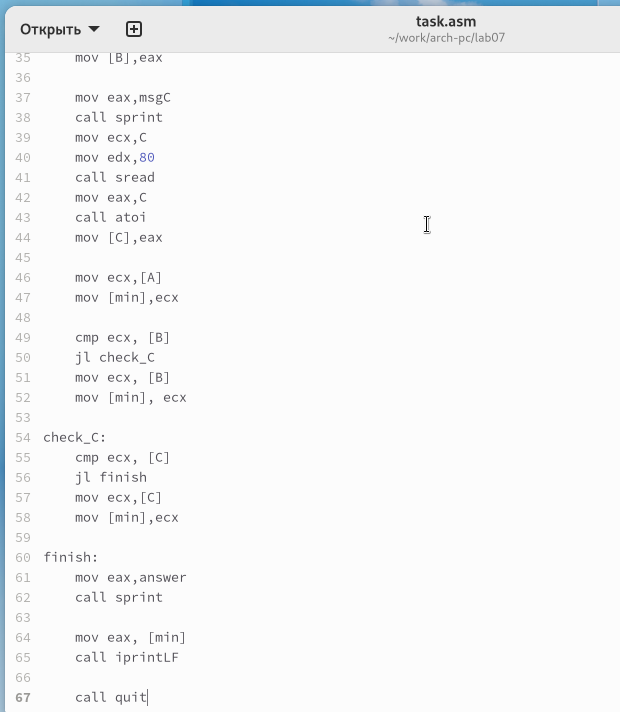 Открыть
task.asm
~/work/arch-pc/lab07
35 mov [B],eax
36
37 mov eax,msgC
38 call sprint
39 mov ecx,C
40 mov edx,80
41 call sread
42 mov eax,C
43 call atoi
44 mov [C],eax
45
46 mov ecx,[A]
47 mov [min],ecx
48
49 cmp ecx, [B]
50 jl check_C
51 mov ecx, [B]
52 mov [min], ecx
53
54 check_C:
55 cmp ecx, [C]
56 jl finish
57 mov ecx,[C]
58 mov [min],ecx
59
60 finish:
61 mov eax,answer
62 call sprint
63
64 mov eax, [min]
65 call iprintLF
66
67 call quit